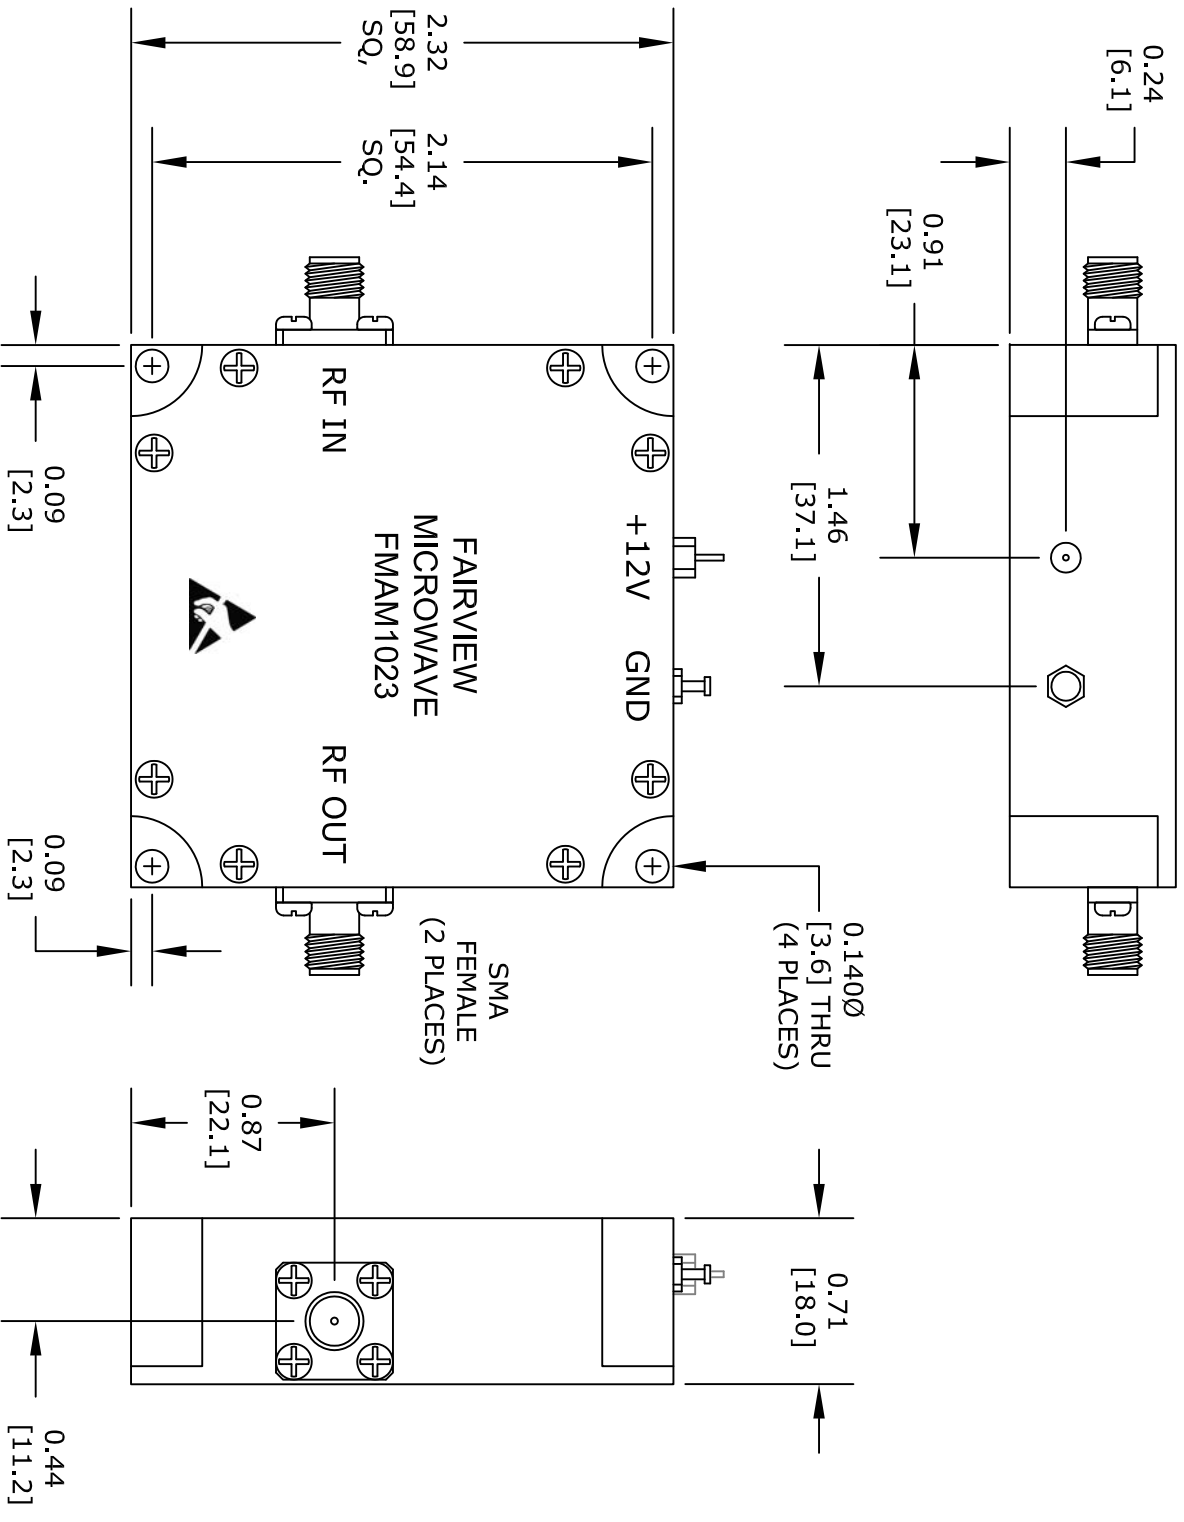 0.24
[6.1]
0.91
[23.1]
1.46
[37.1]
2.32
[58.9]
SQ,
2.14
[54.4]
SQ.
0.140Ø
[3.6] THRU
(4 PLACES)
+12V
GND
RF IN
RF OUT
FAIRVIEW
MICROWAVE
FMAM1023
SMA
FEMALE
(2 PLACES)
0.09
[2.3]
0.09
[2.3]
0.71
[18.0]
0.87
[22.1]
0.44
[11.2]